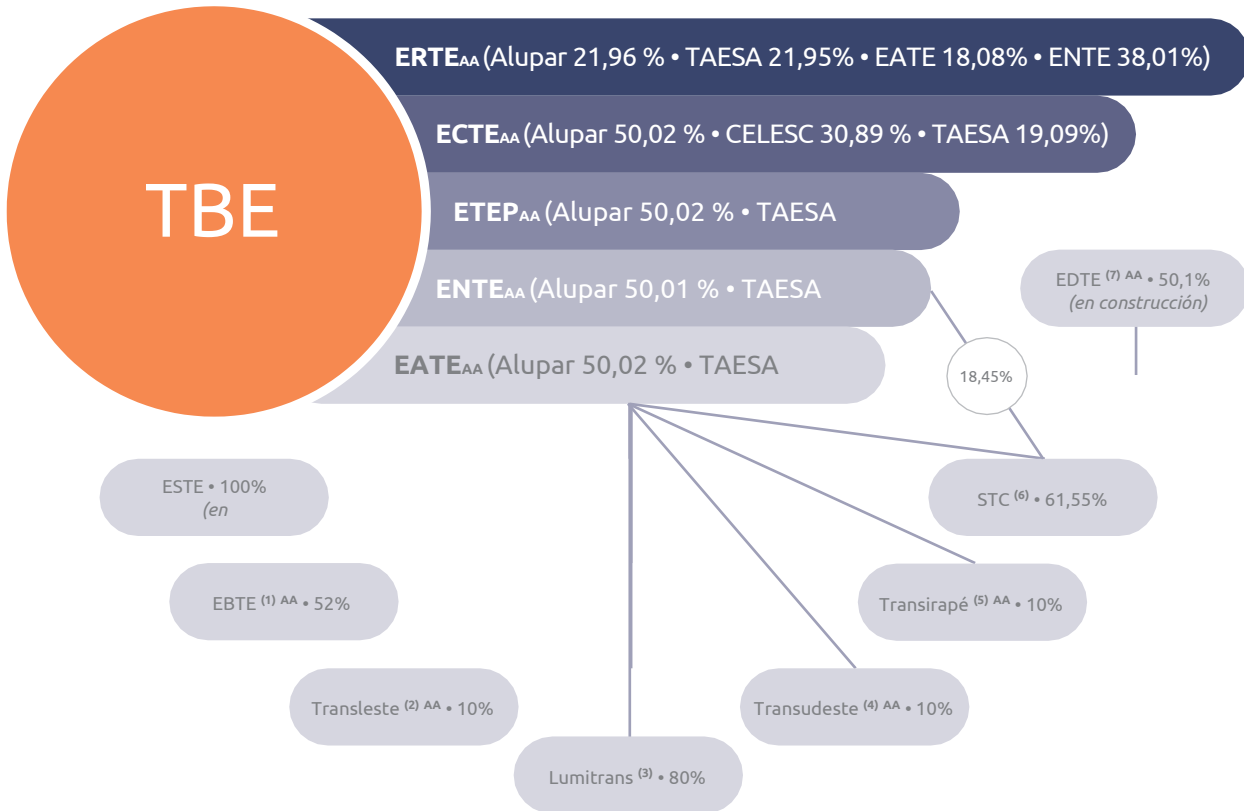 ERTEAA (Alupar 21,96 % • TAESA 21,95% • EATE 18,08% • ENTE 38,01%)
ECTEAA (Alupar 50,02 % • CELESC 30,89 % • TAESA 19,09%)
TBE
ETEPAA (Alupar 50,02 % • TAESA
ENTEAA (Alupar 50,01 % • TAESA
EDTE (7) AA • 50,1%
(en construcción)
EATEAA (Alupar 50,02 % • TAESA
18,45%
ESTE • 100%
(en
STC (6) • 61,55%
EBTE (1) AA • 52%
Transirapé (5) AA • 10%
Transleste (2) AA • 10%
Transudeste (4) AA • 10%
Lumitrans (3) • 80%